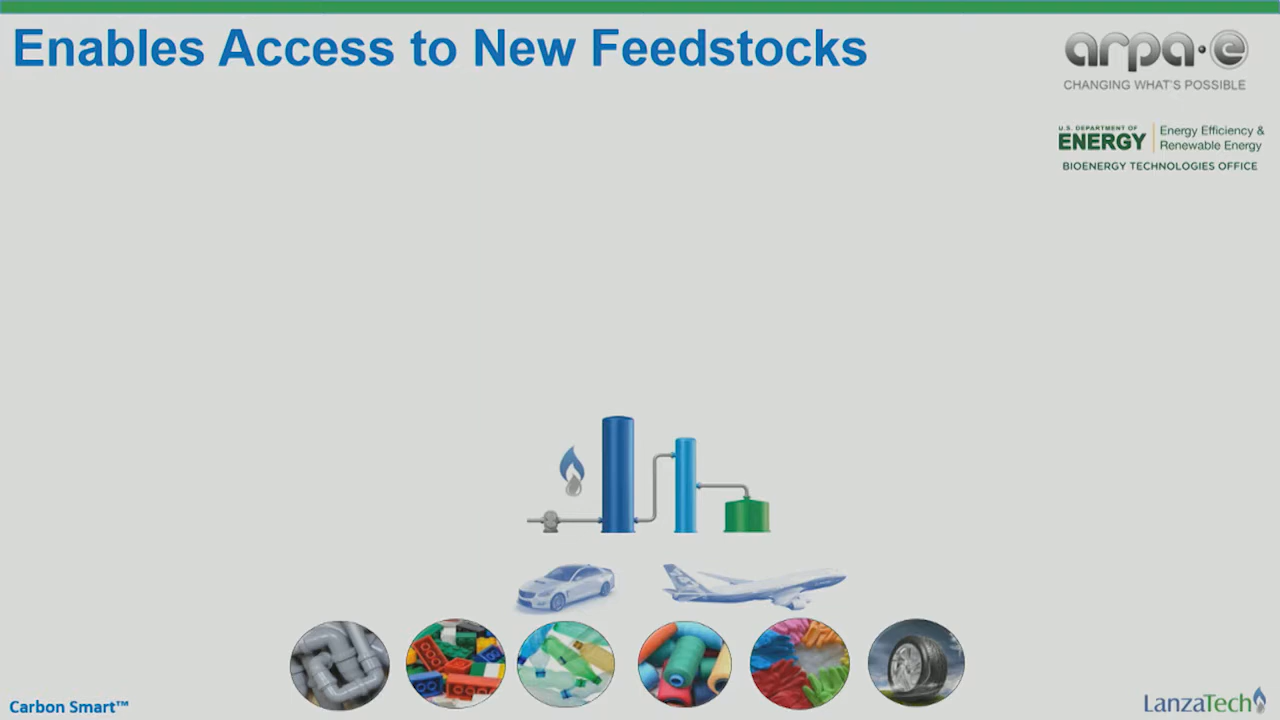 Enables Access to New Feedstocks
arpa·e
CHANGING WHAT'S POSSIBLE
U.S. DEPARTMENT OF
ENERGY
Energy Efficiency &
Renewable Energy
BIOENERGY TECHNOLOGIES OFFICE
Carbon Smart™
LanzaTech